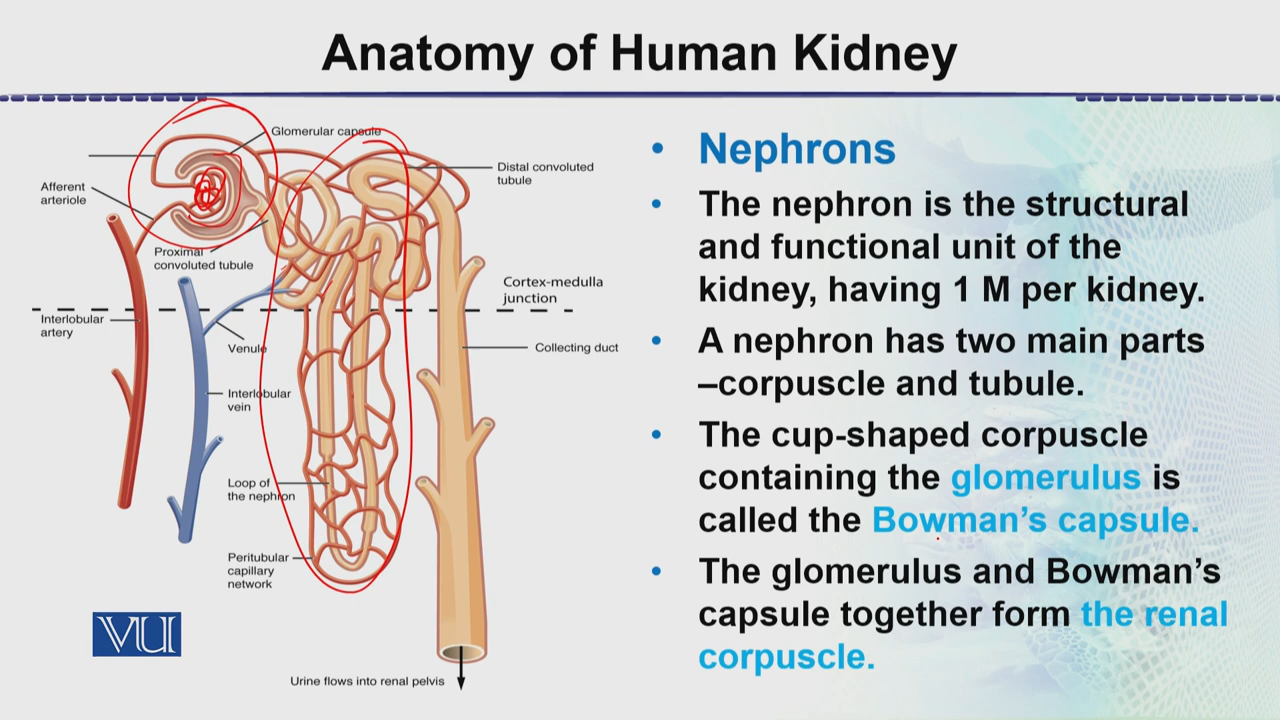 Anatomy of Human Kidney
Glomerular capsule
Distal convoluted
tubule
Afferent
arteriole
Proximal
convoluted tubule
Cortex-medulla
junction
Interlobular
artery
Venule
Collecting duct
Interlobular
vein
Loop of
the nephron
Peritubular
capillary
network
VU
Urine flows into renal pelvis
• Nephrons
• The nephron is the structural
and functional unit of the
kidney, having 1 M per kidney.
• A nephron has two main parts
–corpuscle and tubule.
• The cup-shaped corpuscle
containing the glomerulus is
called the Bowman’s capsule.
• The glomerulus and Bowman’s
capsule together form the renal
corpuscle.